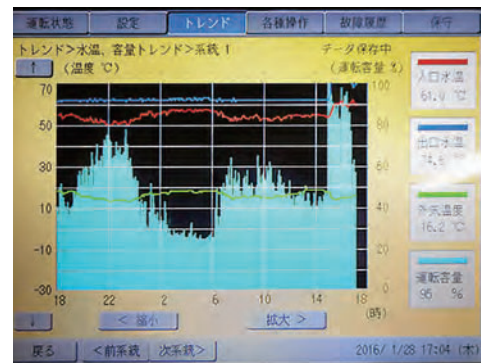 運転状態 設定 トレンド 各種操作 故障履歴 保守
トレンド>水温、容量トレンド>系統 1 データ保存中
↑ (温度 ℃) (運転容量 %)
70 100
50 80
30 60
10 40
-10 20
-30 0
18 22 2 6 10 14 18
(時)
入口水温
61.0 ℃
出口水温
74.5 ℃
外気温度
16.2 ℃
運転容量
95 %
↓ < 縮小 拡大 >
戻る <前系統 次系統> 2016/ 1/28 17:04 (木)